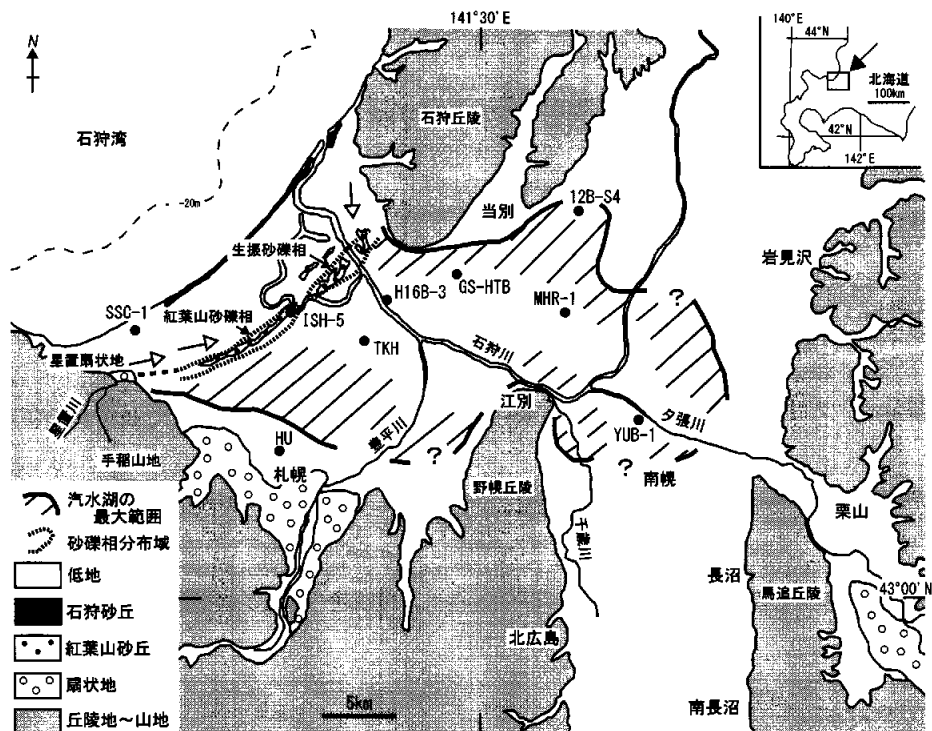 141°30′E
N
石狩湾
-20m
石狩丘陵
140°E
44°N
北海道
100km
42°N
142°E
12B-S4
当別
岩見沢
生振砂礫相
H16B-3
GS-HTB
MHR-1
?
SSC-1
紅葉山砂礫相
ISH-5
TKH
石狩川
星置扇状地
星置川
手稲山地
HU
札幌
豊平川
?
江別
夕張川
YUB-1
?
南幌
野幌丘陵
千歳川
栗山
長沼
馬追丘陵
43°00′N
北広島
南長沼
5km
汽水湖の
最大範囲
砂礫相分布域
低地
石狩砂丘
紅葉山砂丘
扇状地
丘陵地～山地